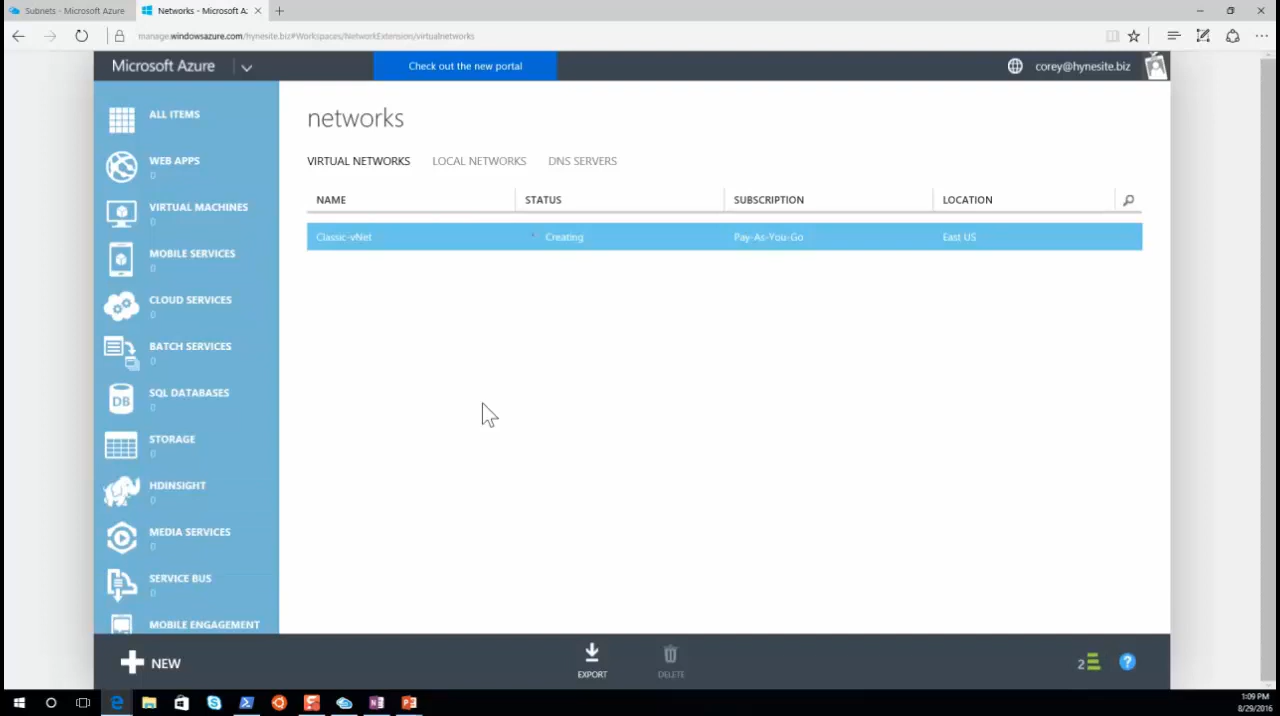 Subnets - Microsoft Azure
Networks - Microsoft A:
manage.windowsazure.com/hynesite.biz#Workspaces/NetworkExtension/virtualnetworks
Microsoft Azure
Check out the new portal
corey@hynesite.biz
ALL ITEMS
WEB APPS
0
VIRTUAL MACHINES
0
MOBILE SERVICES
0
CLOUD SERVICES
0
BATCH SERVICES
0
DB
SQL DATABASES
0
STORAGE
0
HDINSIGHT
0
MEDIA SERVICES
0
SERVICE BUS
0
MOBILE ENGAGEMENT
networks
VIRTUAL NETWORKS LOCAL NETWORKS DNS SERVERS
NAME STATUS SUBSCRIPTION LOCATION
Classic-vNet Creating Pay-As-You-Go East US
NEW
EXPORT
DELETE
2
?
1:09 PM
8/29/2016